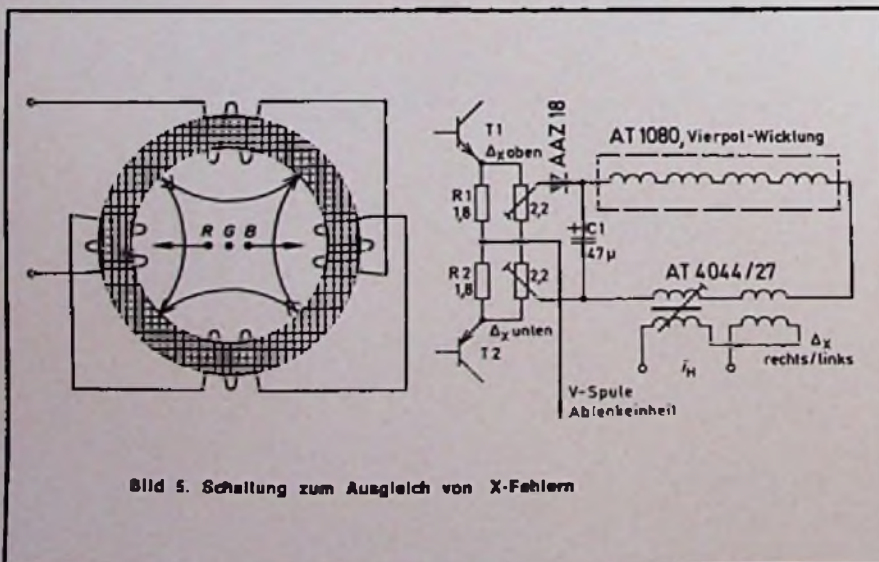 R G B
T1
Δx oben
AAZ 18
AT 1080, Vierpol-Wicklung
R1
1,8
2,2
+
C1
47µ
R2
1,8
2,2
AT 4044/27
Δx unten
T2
iH
Δx
rechts/links
V-Spule
Ablenkeinheit
Bild 5. Schaltung zum Ausgleich von X-Fehlern